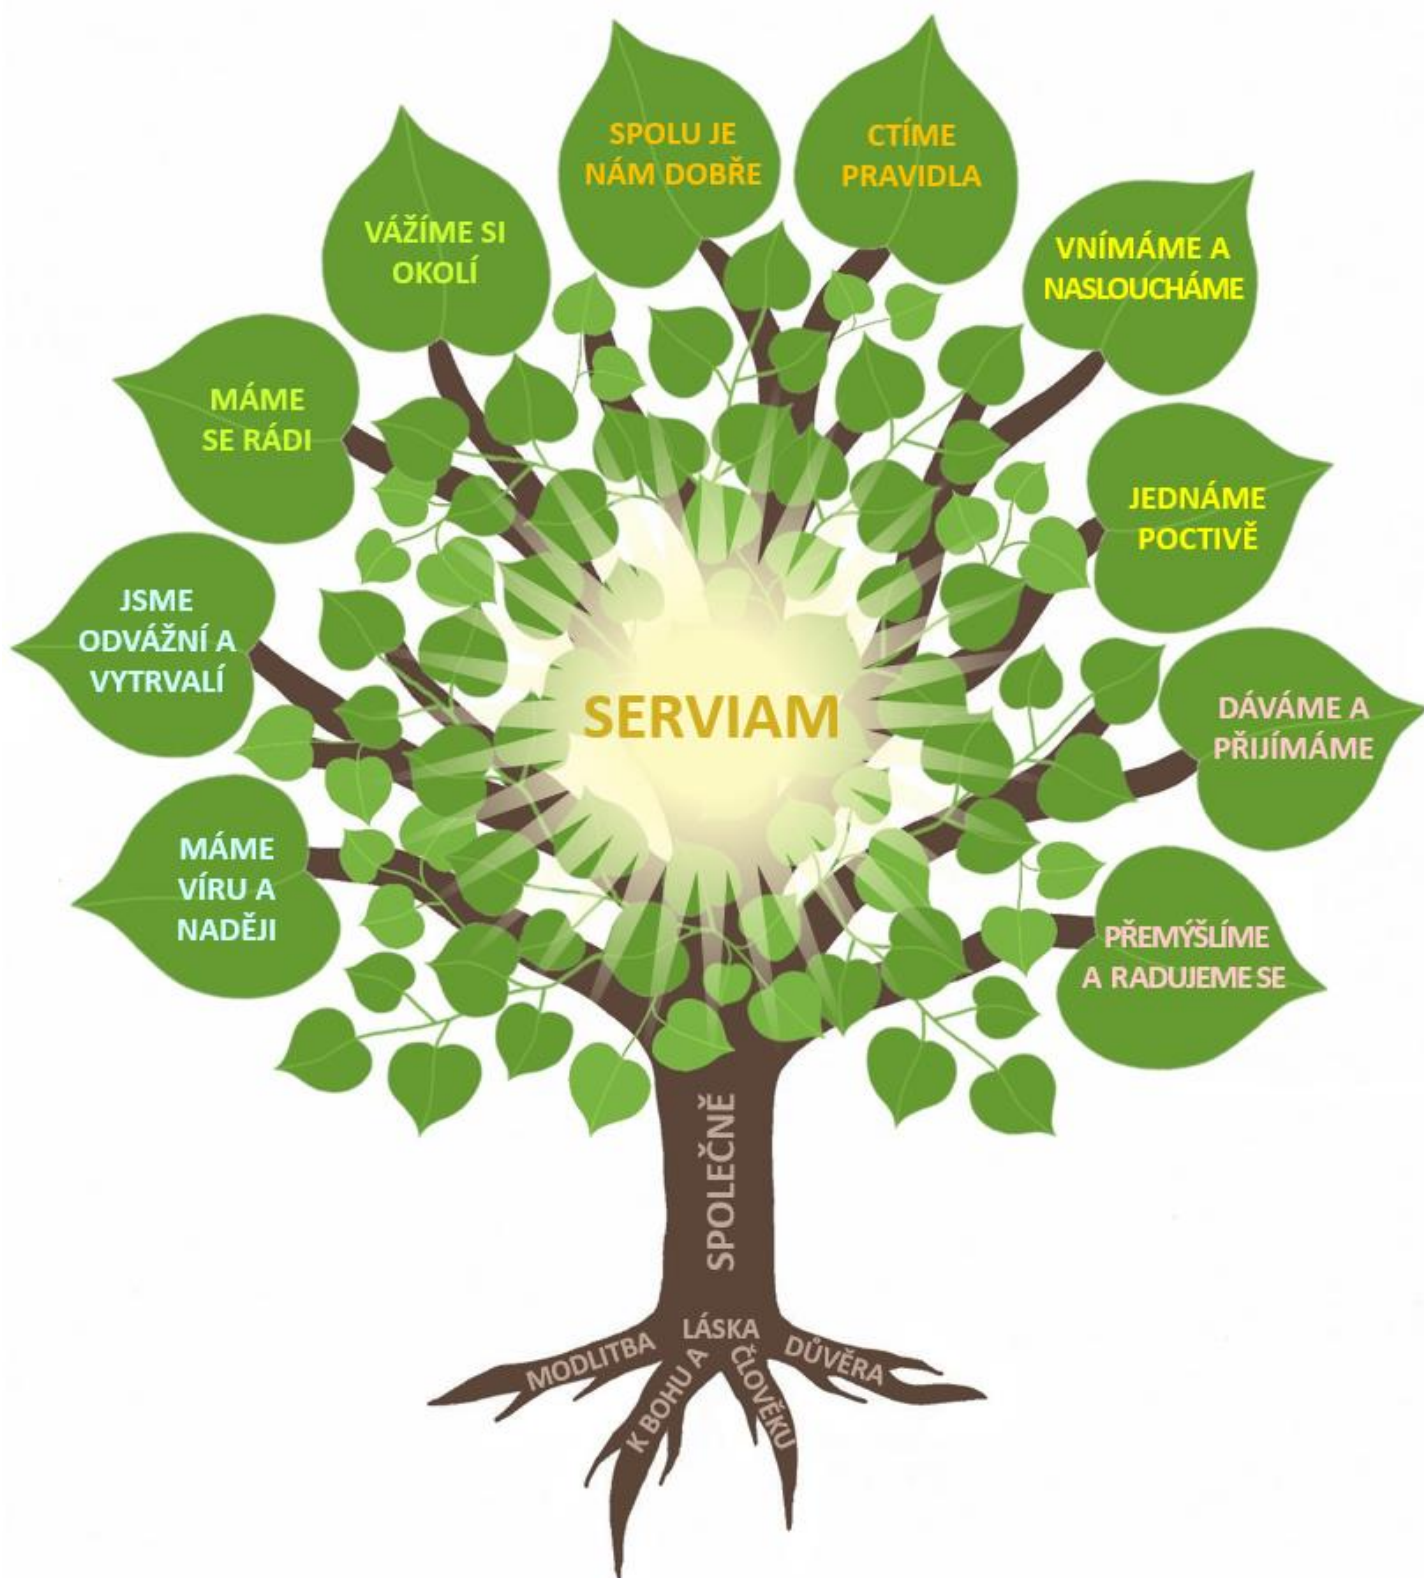 SPOLU JE
NÁM DOBŘE
CTÍME
PRAVIDLA
VÁŽÍME SI
OKOLÍ
VNÍMÁME A
NASLOUCHÁME
MÁME
SE RÁDI
JEDNÁME
POCTIVĚ
JSME
ODVÁŽNÍ A
VYTRVALÍ
SERVIAM
DÁVÁME A
PŘIJÍMÁME
MÁME
VÍRU A
NADĚJI
PŘEMÝŠLÍME
A RADUJEME SE
SPOLEČNĚ
MODLITBA
LÁSKA
K BOHU A
ČLOVĚKU
DŮVĚRA